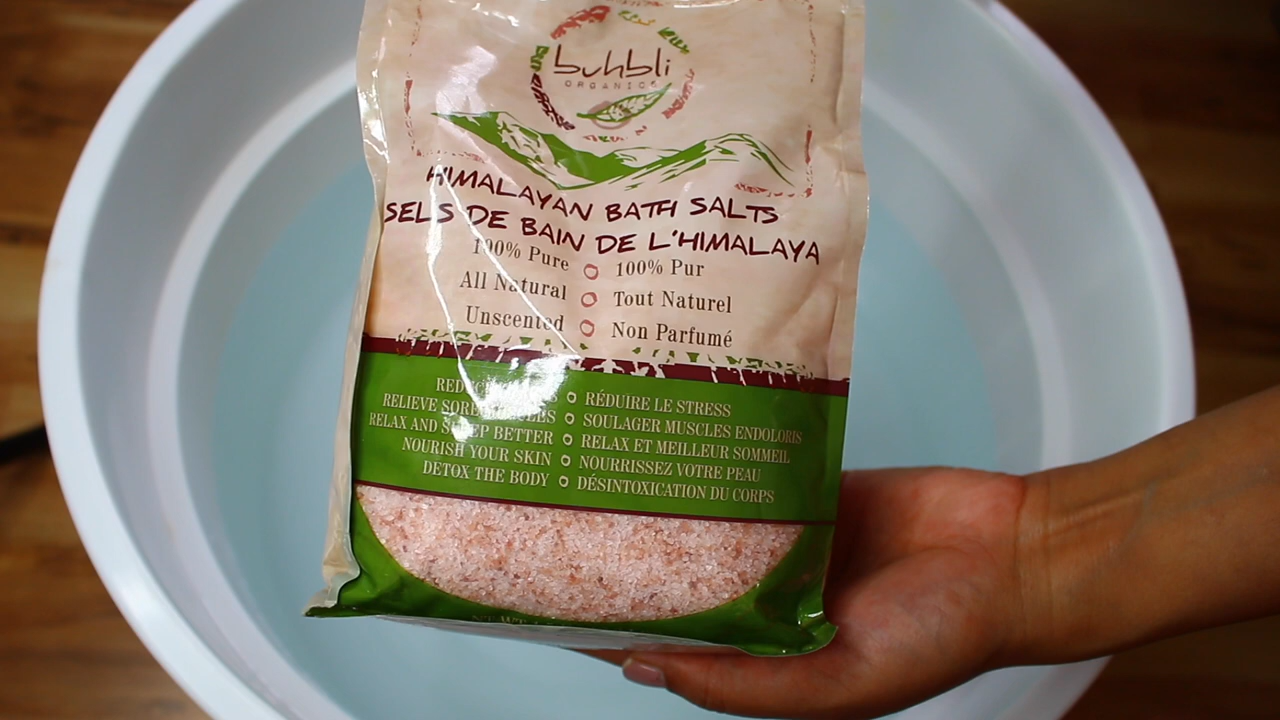 buhbli
ORGANICS
HIMALAYAN BATH SALTS
SELS DE BAIN DE L'HIMALAYA
100% Pure 100% Pur
All Natural Tout Naturel
Unscented Non Parfumé
RÉDUIRE LE STRESS
RELIEVE SOULAGER MUSCLES ENDOLORIS
RELAX AND SLEEP BETTER RELAX ET MEILLEUR SOMMEIL
NOURISH YOUR SKIN NOURRISSEZ VOTRE PEAU
DETOX THE BODY DÉSINTOXICATION DU CORPS